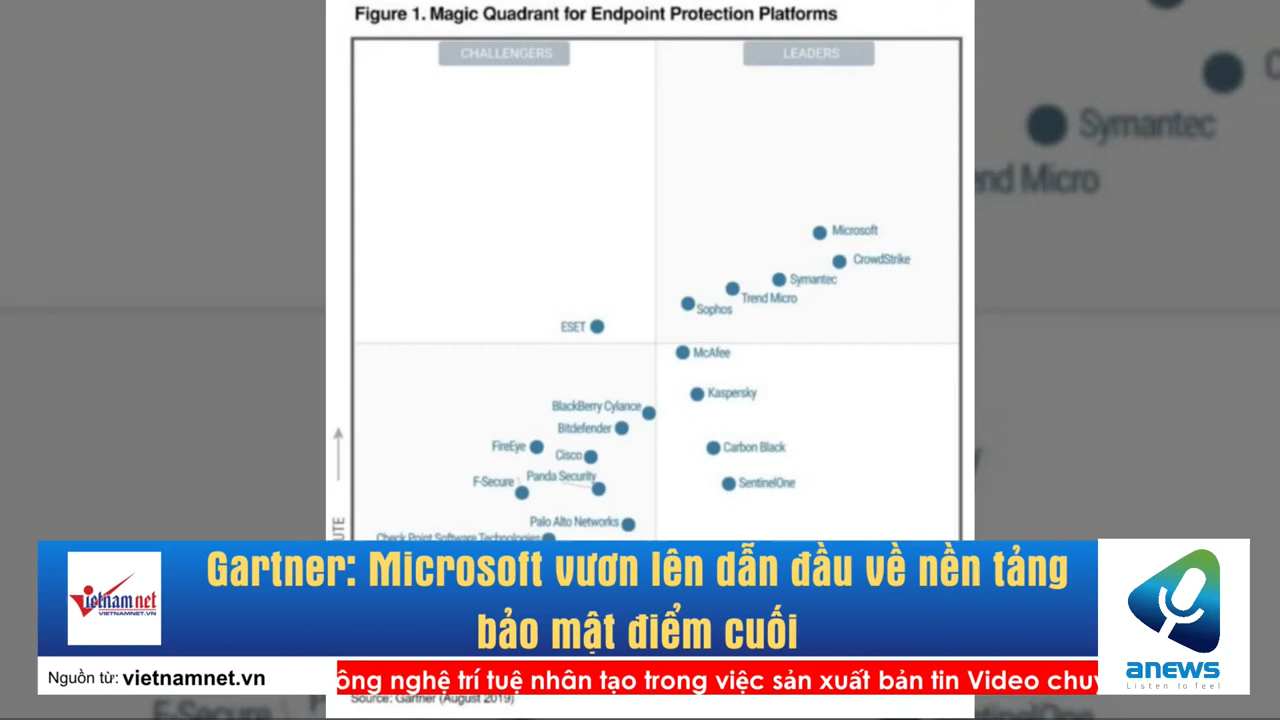 Figure 1. Magic Quadrant for Endpoint Protection Platforms
CHALLENGERS
LEADERS
Symantec
end Micro
Microsoft
CrowdStrike
Symantec
Trend Micro
Sophos
ESET
McAfee
Kaspersky
BlackBerry Cylance
Bitdefender
FireEye
Cisco
Carbon Black
Panda Security
F-Secure
SentinelOne
Palo Alto Networks
Check Point Software Technologies
Gartner: Microsoft vươn lên dẫn đầu về nền tảng
bảo mật điểm cuối
Vietnamnet
VIETNAMNET.VN
Nguồn từ: vietnamnet.vn
ông nghệ trí tuệ nhân tạo trong việc sản xuất bản tin Video chuy
anews
Listen to feel
Source: Gartner (August 2019)
F-Secure
ntinelOne